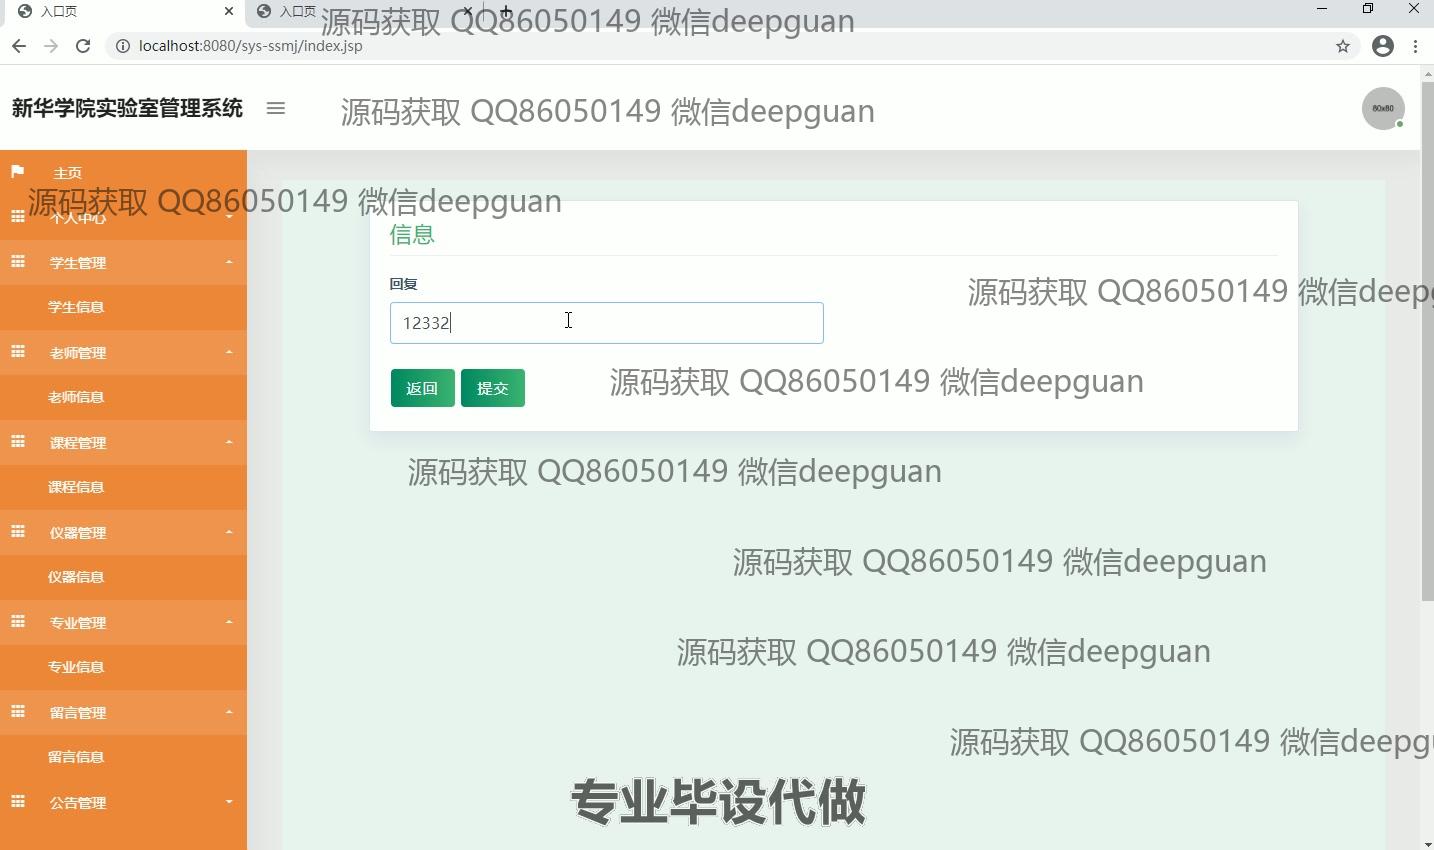 入口页
入口页
源码获取 QQ86050149 微信deepguan
localhost:8080/sys-ssmj/index.jsp
新华学院实验室管理系统
源码获取 QQ86050149 微信deepguan
80x80
主页
源码获取 QQ86050149 微信deepguan
个人中心
信息
学生管理
回复
源码获取 QQ86050149 微信deepg
学生信息
12332
老师管理
返回
提交
源码获取 QQ86050149 微信deepguan
老师信息
课程管理
源码获取 QQ86050149 微信deepguan
课程信息
仪器管理
源码获取 QQ86050149 微信deepguan
仪器信息
专业管理
源码获取 QQ86050149 微信deepguan
专业信息
留言管理
源码获取 QQ86050149 微信deepgu
留言信息
公告管理
专业毕设代做